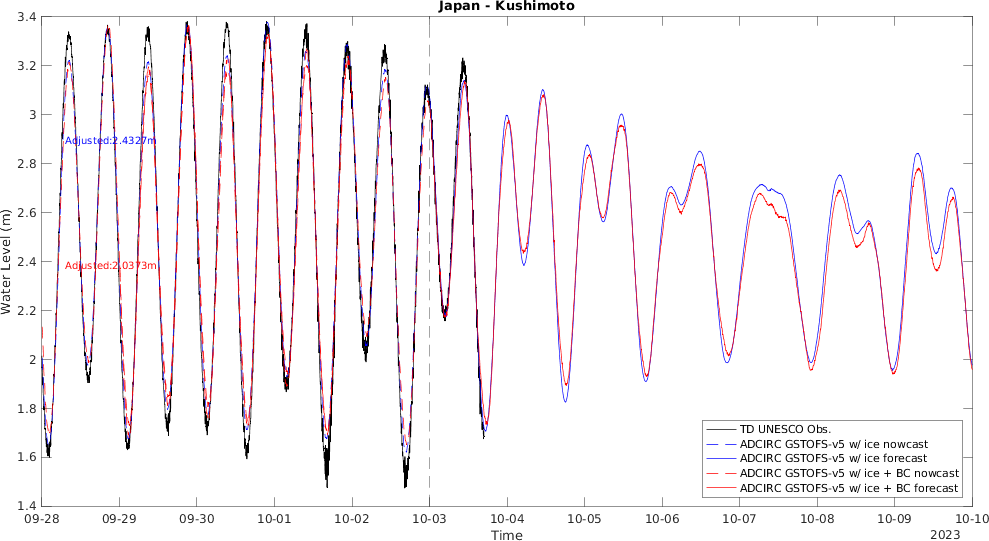 Japan - Kushimoto
Water Level (m)
3.4
3.2
3
2.8
2.6
2.4
2.2
2
1.8
1.6
1.4
Adjusted:2.4327m
Adjusted:2.0373m
TD UNESCO Obs.
ADCIRC GSTOFS-v5 w/ ice nowcast
ADCIRC GSTOFS-v5 w/ ice forecast
ADCIRC GSTOFS-v5 w/ ice + BC nowcast
ADCIRC GSTOFS-v5 w/ ice + BC forecast
09-28 09-29 09-30 10-01 10-02 10-03 10-04 10-05 10-06 10-07 10-08 10-09 10-10
Time
2023